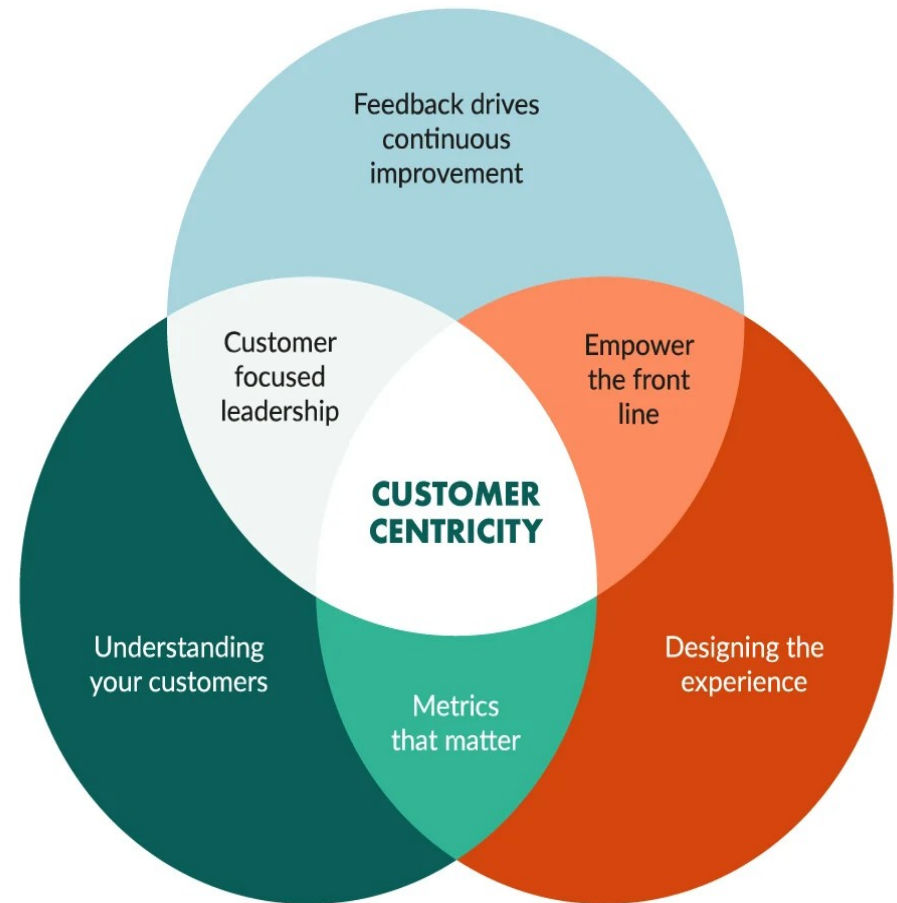 Feedback drives
continuous
improvement
Customer
focused
leadership
Empower
the front
line
CUSTOMER
CENTRICITY
Understanding
your customers
Designing the
experience
Metrics
that matter